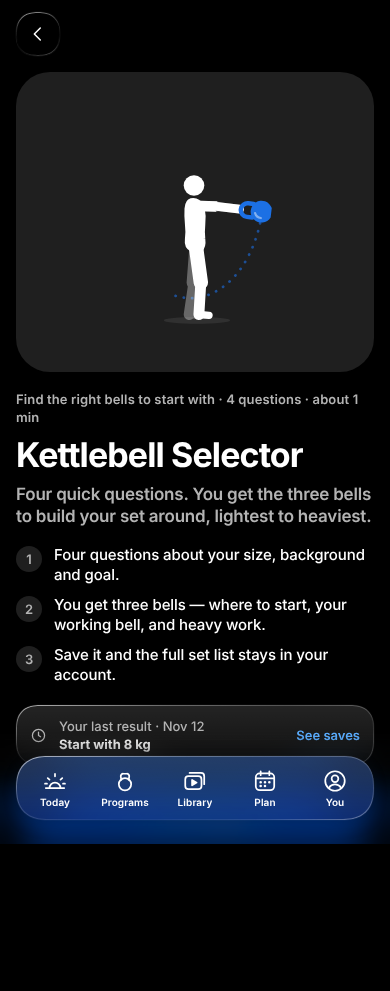 Find the right bells to start with · 4 questions · about 1
min
Kettlebell Selector
Four quick questions. You get the three bells
to build your set around, lightest to heaviest.
1 Four questions about your size, background
and goal.
2 You get three bells — where to start, your
working bell, and heavy work.
3 Save it and the full set list stays in your
account.
Your last result · Nov 12
Start with 8 kg
See saves
Today Programs Library Plan You